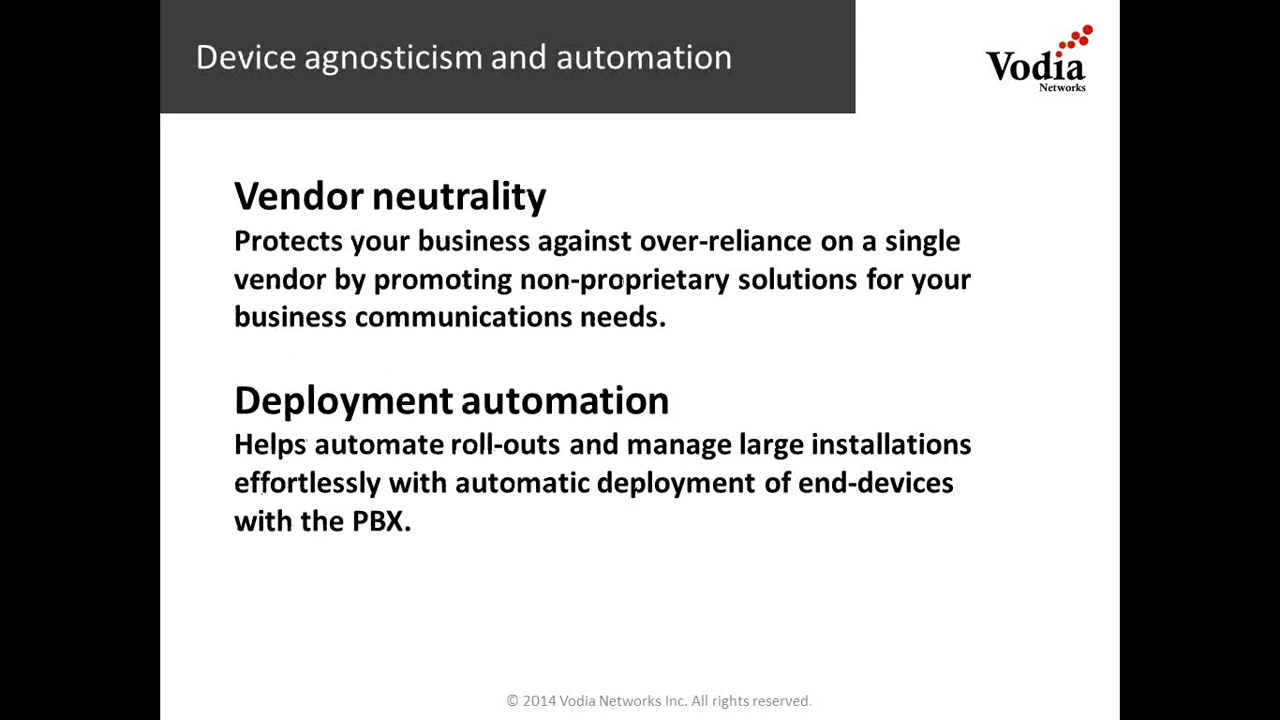 Device agnosticism and automation
Vodia
Networks
Vendor neutrality
Protects your business against over-reliance on a single
vendor by promoting non-proprietary solutions for your
business communications needs.
Deployment automation
Helps automate roll-outs and manage large installations
effortlessly with automatic deployment of end-devices
with the PBX.
© 2014 Vodia Networks Inc. All rights reserved.